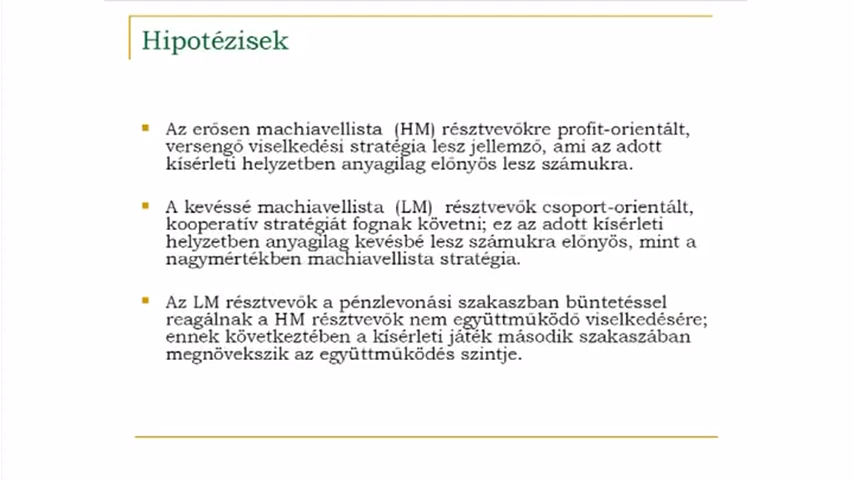 Hipotézisek
Az erősen machiavellista (HM) résztvevőkre profit-orientált,
versengő viselkedési stratégia lesz jellemző, ami az adott
kísérleti helyzetben anyagilag előnyös lesz számukra.
A kevéssé machiavellista (LM) résztvevők csoport-orientált,
kooperatív stratégiát fognak követni; ez az adott kísérleti
helyzetben anyagilag kevésbé lesz számukra előnyös, mint a
nagymértékben machiavellista stratégia.
Az LM résztvevők a pénzlevonási szakaszban büntetéssel
reagálnak a HM résztvevők nem együttműködő viselkedésére;
ennek következtében a kísérleti játék második szakaszában
megnövekszik az együttműködés szintje.